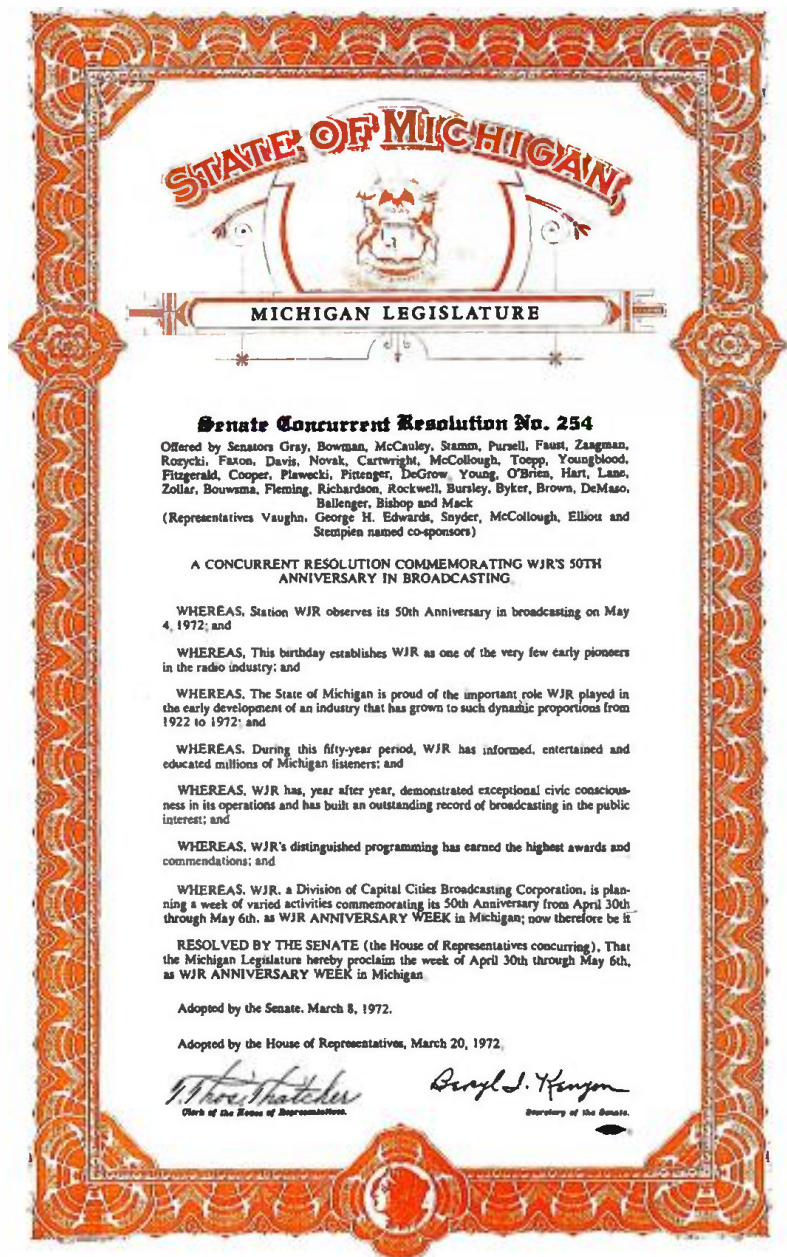 STATE OF MICHIGAN
MICHIGAN LEGISLATURE
Senate Concurrent Resolution No. 254
Offered by Senators Gray, Bowman, McCauley, Stamm, Pursell, Faust, Zaagman,
Rozycki, Faxon, Davis, Novak, Cartwright, McCollough, Toepp, Youngblood,
Fitzgerald, Cooper, Plawecki, Pittenger, DeGrow, Young, O'Brien, Hart, Lane,
Zollar, Bouwsma, Fleming, Richardson, Rockwell, Bursley, Byker, Brown, DeMaso,
Ballenger, Bishop and Mack
(Representatives Vaughn, George H. Edwards, Snyder, McCollough, Elliott and
Stempien named co-sponsors)
A CONCURRENT RESOLUTION COMMEMORATING WJR'S 50TH
ANNIVERSARY IN BROADCASTING
WHEREAS, Station WJR observes its 50th Anniversary in broadcasting on May
4, 1972; and
WHEREAS, This birthday establishes WJR as one of the very few early pioneers
in the radio industry; and
WHEREAS, The State of Michigan is proud of the important role WJR played in
the early development of an industry that has grown to such dynamic proportions from
1922 to 1972; and
WHEREAS, During this fifty-year period, WJR has informed, entertained and
educated millions of Michigan listeners; and
WHEREAS, WJR has, year after year, demonstrated exceptional civic conscious-
ness in its operations and has built an outstanding record of broadcasting in the public
interest; and
WHEREAS, WJR's distinguished programming has earned the highest awards and
commendations; and
WHEREAS, WJR, a Division of Capital Cities Broadcasting Corporation, is plan-
ning a week of varied activities commemorating its 50th Anniversary from April 30th
through May 6th, as WJR ANNIVERSARY WEEK in Michigan; now therefore be it
RESOLVED BY THE SENATE (the House of Representatives concurring), That
the Michigan Legislature hereby proclaim the week of April 30th through May 6th,
as WJR ANNIVERSARY WEEK in Michigan
Adopted by the Senate, March 8, 1972.
Adopted by the House of Representatives, March 20, 1972.
T. Thos. Thatcher
Beryl I. Kenyon
Clerk of the House of Representatives.
Secretary of the Senate.